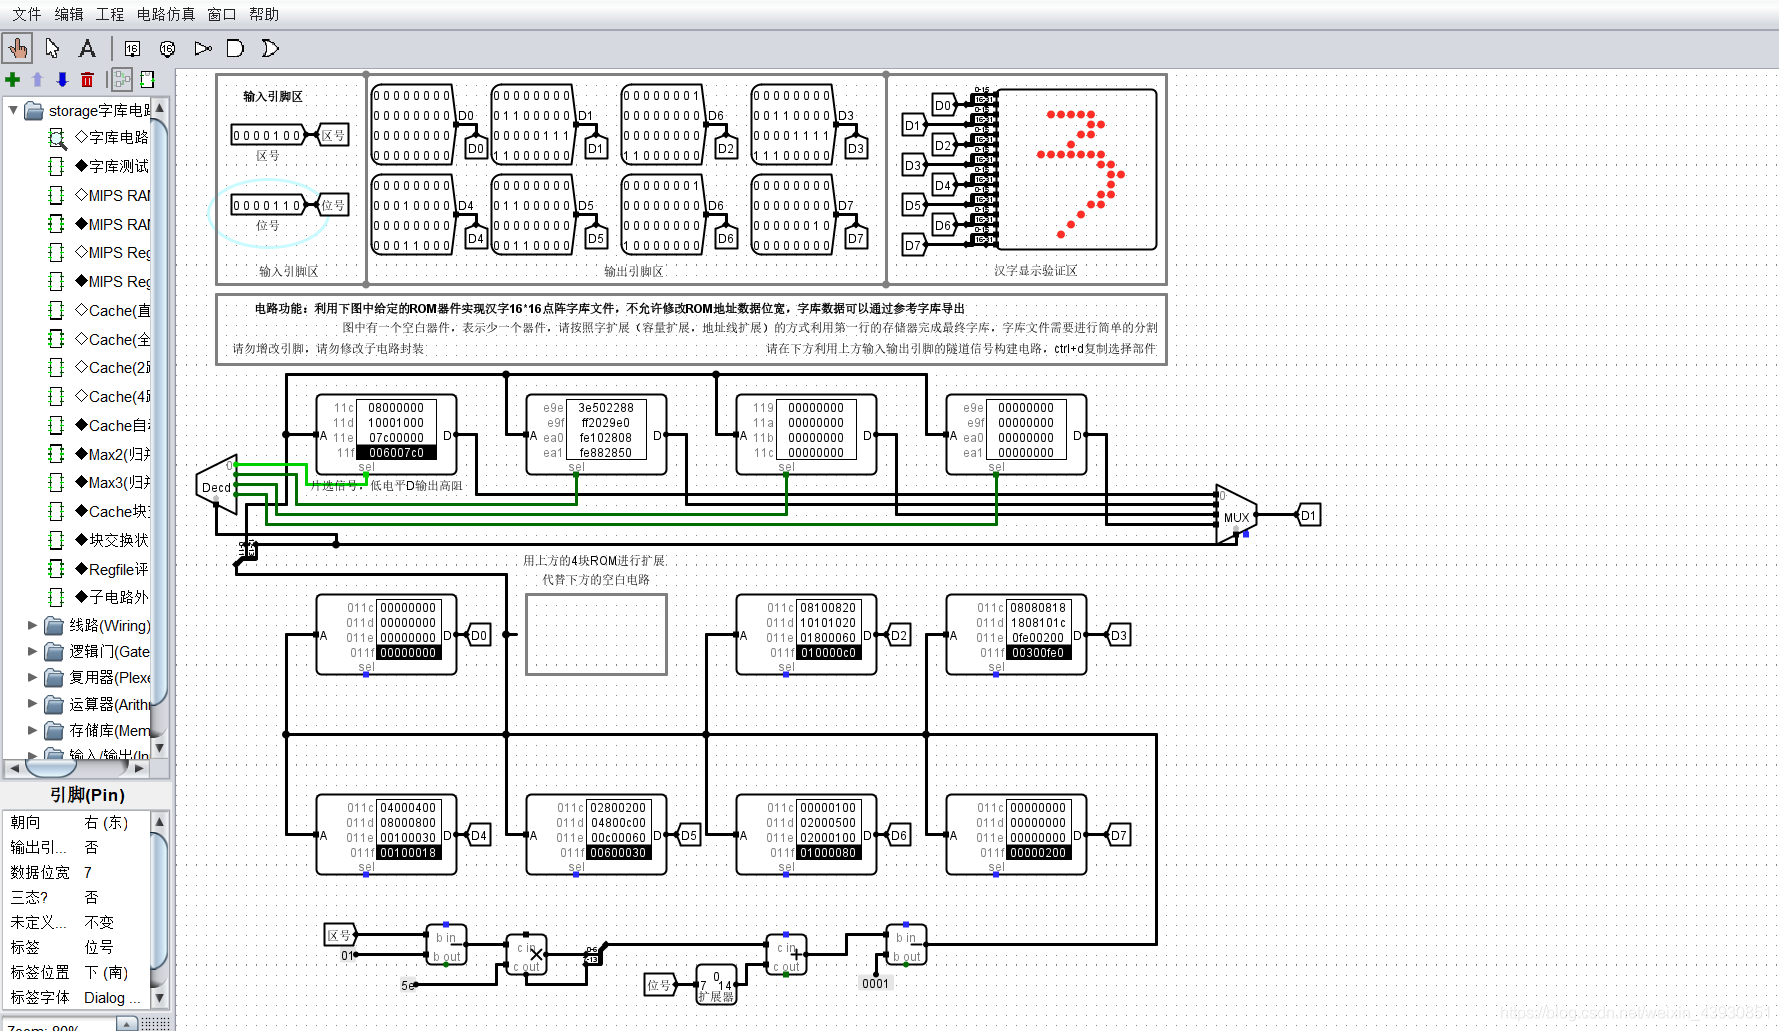 文件 编辑 工程 电路仿真 窗口 帮助
storage字库电路
◇字库电路
◆字库测试
◇MIPS RAM
◆MIPS RAM
◇MIPS Reg
◆MIPS Reg
◇Cache(直
◆Cache(全
◇Cache(2路
◇Cache(4路
◆Cache自动
◆Max2(归并
◆Max3(归并
◆Cache块交
◆块交换状
◆Regfile评
◆子电路外
线路(Wiring)
逻辑门(Gate
复用器(Plexe
运算器(Arithm
存储库(Mem
输入/输出(In
引脚(Pin)
朝向 右 (东)
输出引... 否
数据位宽 7
三态? 否
未定义... 不变
标签 位号
标签位置 下 (南)
标签字体 Dialog ...
Zoom: 80%
输入引脚区
0000100 区号
区号
0000110 位号
位号
输入引脚区
00000000
00000000
00000000
00000000
D0
D0
00000000
01100000
00000111
11000000
D1
D1
00000001
00000000
00000000
00000000
D6
D2
00000000
00000000
00001111
11100000
D3
D3
00000000
00010000
00000000
00011000
D4
D4
00000000
11000000
00000000
00110000
D5
D5
00000001
00000000
00000000
10000000
D6
D6
00000000
00000000
00000010
00000000
D7
D7
输出引脚区
D0
D1
D2
D3
D4
D5
D6
D7
0-15
16-31
汉字显示验证区
电路功能：利用下图中给定的ROM器件实现汉字16*16点阵字库文件，不允许修改ROM地址数据位宽，字库数据可以通过参考字库导出
图中有一个空白器件，表示少一个器件，请按照字扩展（容量扩展，地址线扩展）的方式利用第一行的存储器完成最终字库，字库文件需要进行简单的分割
请勿增改引脚，请勿修改子电路封装 请在下方利用上方输入输出引脚的隧道信号构建电路，ctrl+d复制选择部件
11c 08000000
11d 10001000
A 11e 07c00000 D
11f 006007c0
sel
e9e 3e502288
e9f ff2029e0
A ea0 fe102808 D
ea1 fe882850
sel
119 00000000
11a 00000000
A 11b 00000000 D
11c 00000000
sel
e9e 00000000
e9f 00000000
A ea0 00000000 D
ea1 00000000
sel
片选信号，低电平D输出高阻
Decd
0
MUX
0
D1
用上方的4块ROM进行扩展
代替下方的空白电路
011c 00000000
011d 00000000
A 011e 00000000 D D0
011f 00000000
sel
011c 08100820
011d 10101020
A 011e 01800060 D D2
011f 010000c0
sel
011c 08080818
011d 1808101c
A 011e 0fe00200 D D3
011f 00300fe0
sel
011c 04000400
011d 08000800
A 011e 00100030 D D4
011f 00100018
sel
011c 02800200
011d 04800c00
A 011e 00c00060 D D5
011f 00600030
sel
011c 00000100
011d 02000500
A 011e 02000100 D D6
011f 01000080
sel
011c 00000000
011d 00000000
A 011e 00000000 D D7
011f 00000200
sel
区号
01
b in
b out
5e
c in
c out
0-6
位号
0
7 14
扩展器
c in
c out
0001
b in
b out
https://blog.csdn.net/weixin_43930851